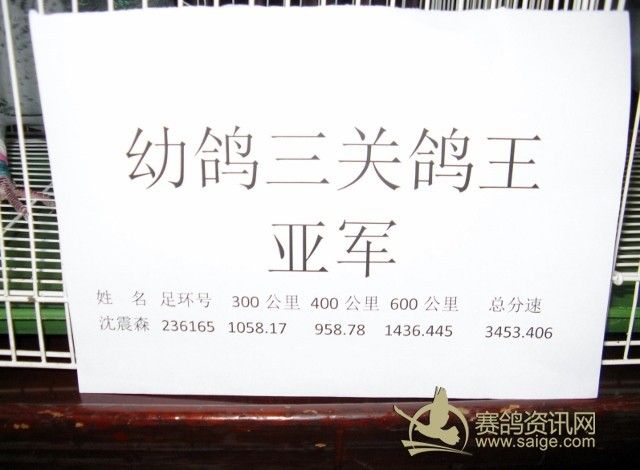 幼鸽三关鸽王
亚军
姓 名 足环号 300 公里 400 公里 600 公里 总分速
沈震森 236165 1058.17 958.78 1436.445 3453.406
赛鸽资讯网
www.saige.com